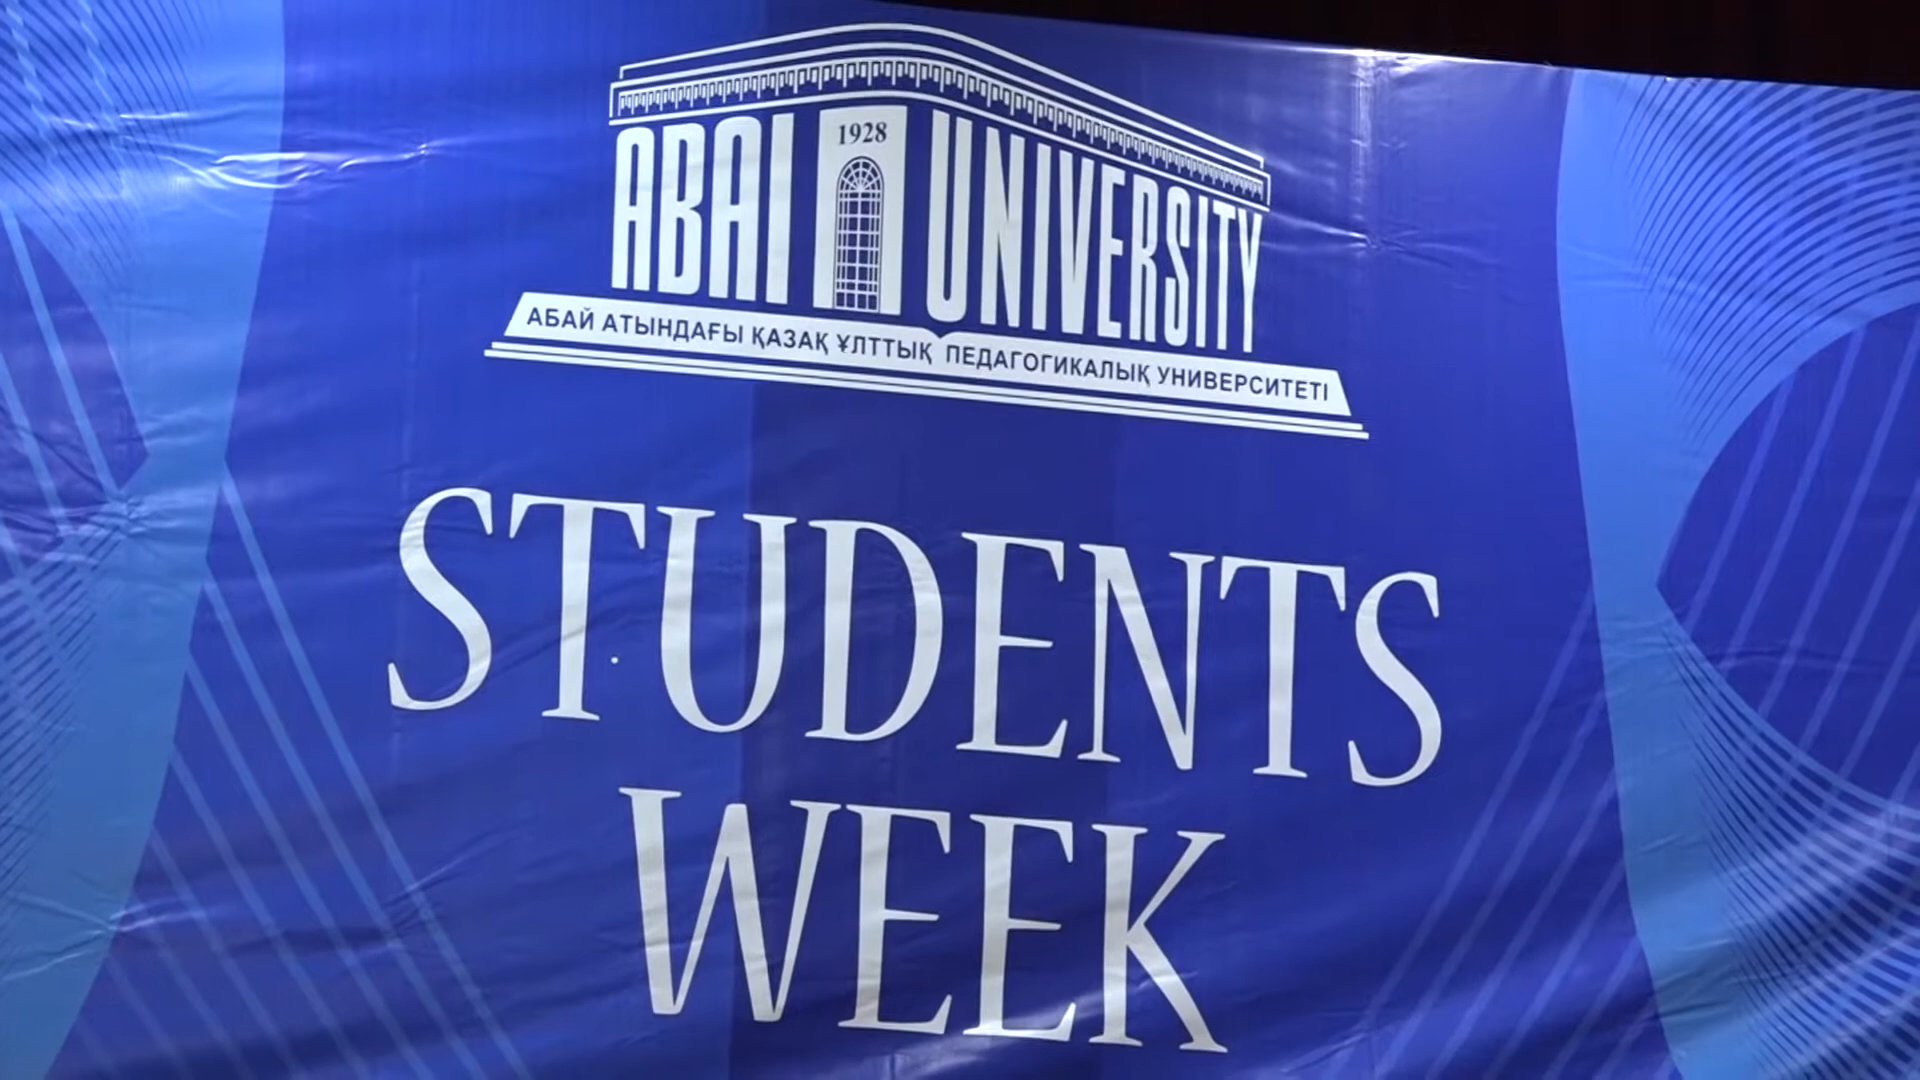 1928
ABAI UNIVERSITY
АБАЙ АТЫНДАҒЫ ҚАЗАҚ ҰЛТТЫҚ ПЕДАГОГИКАЛЫҚ УНИВЕРСИТЕТІ
STUDENTS
WEEK